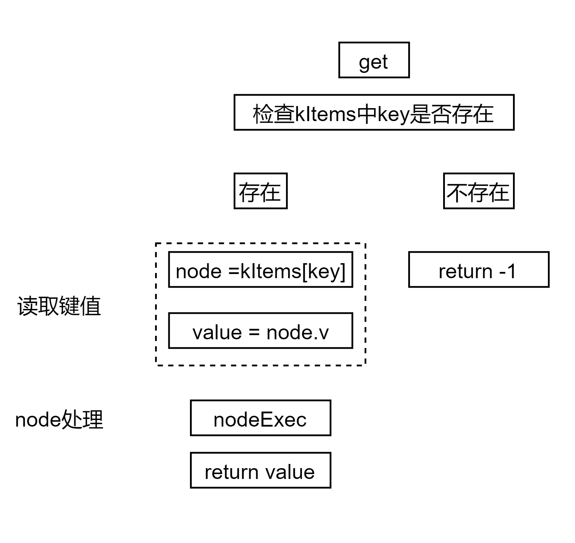 get
检查kItems中key是否存在
存在
不存在
node =kItems[key]
return -1
读取键值
value = node.v
node处理
nodeExec
return value